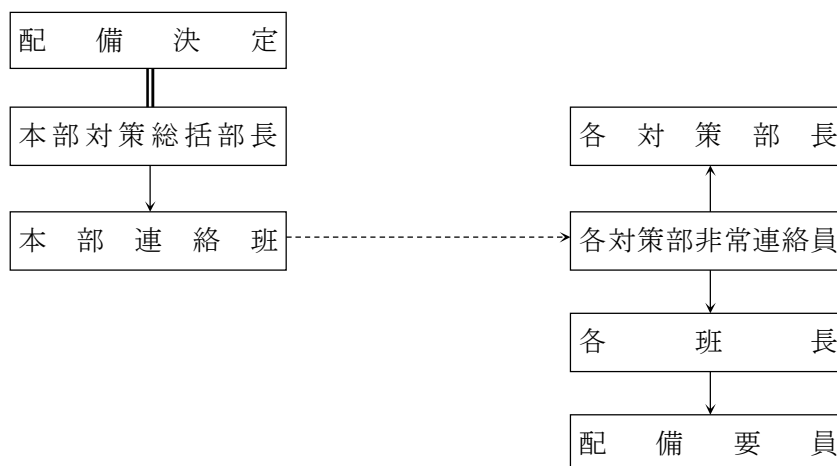 配備決定
本部対策総括部長
各対策部長
本部連絡班
各対策部非常連絡員
各班長
配備要員